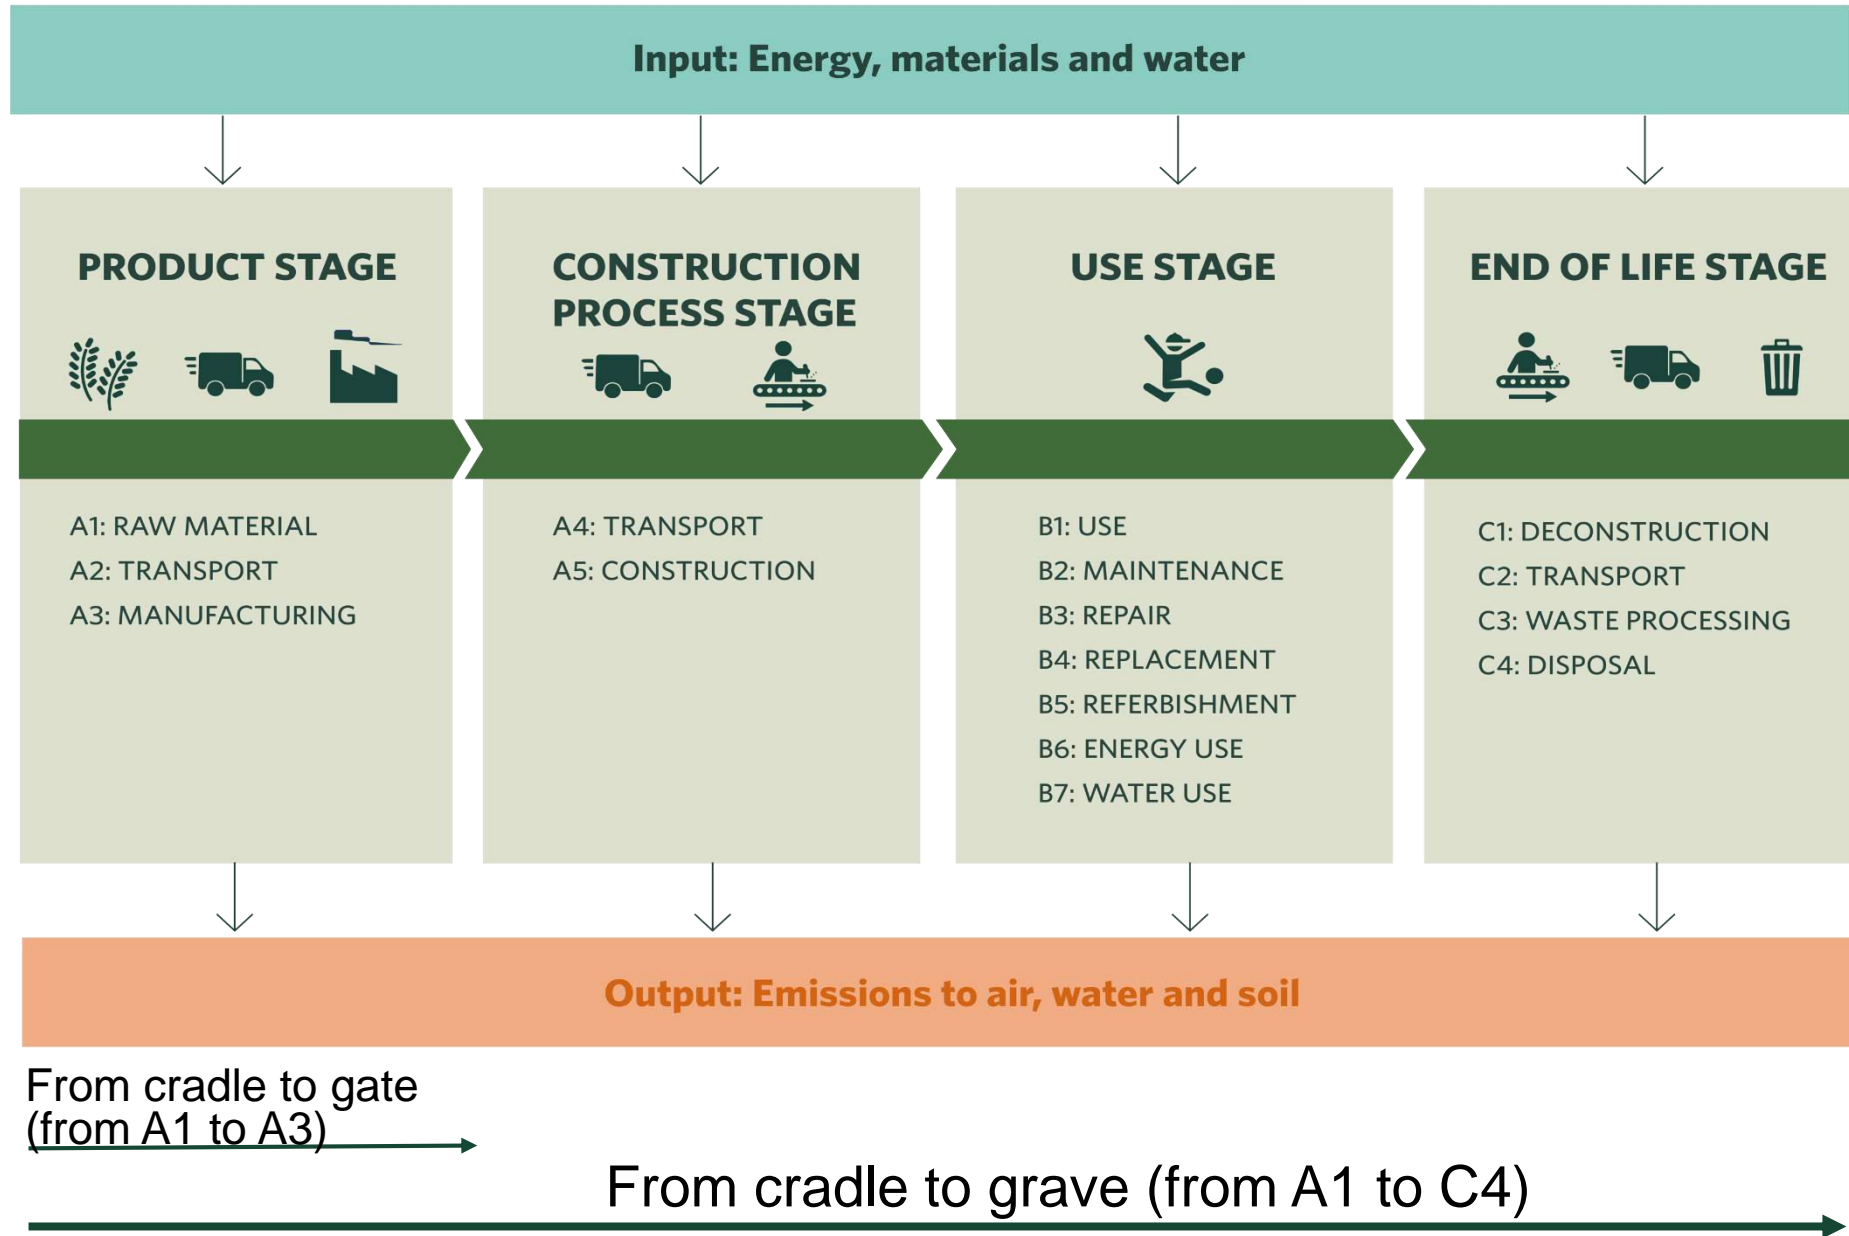 Input: Energy, materials and water
PRODUCT STAGE
A1: RAW MATERIAL
A2: TRANSPORT
A3: MANUFACTURING
CONSTRUCTION
PROCESS STAGE
A4: TRANSPORT
A5: CONSTRUCTION
USE STAGE
B1: USE
B2: MAINTENANCE
B3: REPAIR
B4: REPLACEMENT
B5: REFERBISHMENT
B6: ENERGY USE
B7: WATER USE
END OF LIFE STAGE
C1: DECONSTRUCTION
C2: TRANSPORT
C3: WASTE PROCESSING
C4: DISPOSAL
Output: Emissions to air, water and soil
From cradle to gate
(from A1 to A3)
From cradle to grave (from A1 to C4)